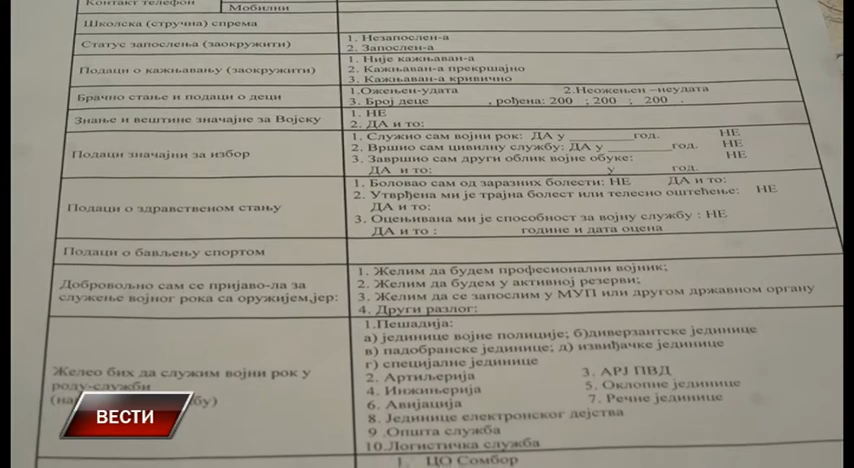 Контакт телефон
Мобилни
Школска (стручна) спрема
Статус запослења (заокружити)
1. Незапослен-а
2. Запослен-а
Подаци о кажњавању (заокружити)
1. Није кажњаван-а
2. Кажњаван-а прекршајно
3. Кажњаван-а кривично
Брачно стање и подаци о деци
1.Ожењен-удата 2.Неожењен –неудата
3. Број деце , рођена: 200 ; 200 ; 200 .
Знање и вештине значајне за Војску
1. НЕ
2. ДА и то:
Подаци значајни за избор
1. Служио сам војни рок: ДА у ________год. НЕ
2. Вршио сам цивилну службу: ДА у ________год. НЕ
3. Завршио сам други облик војне обуке: НЕ
ДА и то: у год.
Подаци о здравственом стању
1. Боловао сам од заразних болести: НЕ ДА и то:
2. Утврђена ми је трајна болест или телесно оштећење: НЕ
ДА и то:
3. Оцењивана ми је способност за војну службу : НЕ
ДА и то : године и дата оцена
Подаци о бављењу спортом
Добровољно сам се пријаво-ла за
служење војног рока са оружијем,јер:
1. Желим да будем професионални војник;
2. Желим да будем у активној резерви;
3. Желим да се запослим у МУП или другом државном органу
4. Други разлог:
Желео бих да служим војни рок у
роду-служби
1.Пешадија:
а) јединице војне полиције; б)диверзантске јединице
в) падобранске јединице; д) извиђачке јединице
г) специјалне јединице
2. Артиљерија 3. АРЈ ПВД
4. Инжињерија 5. Оклопне јединице
6. Авијација 7. Речне јединице
8. Јединице електронског дејства
9 .Општа служба
10.Логистичка служба
1. ЦО Сомбор
ВЕСТИ